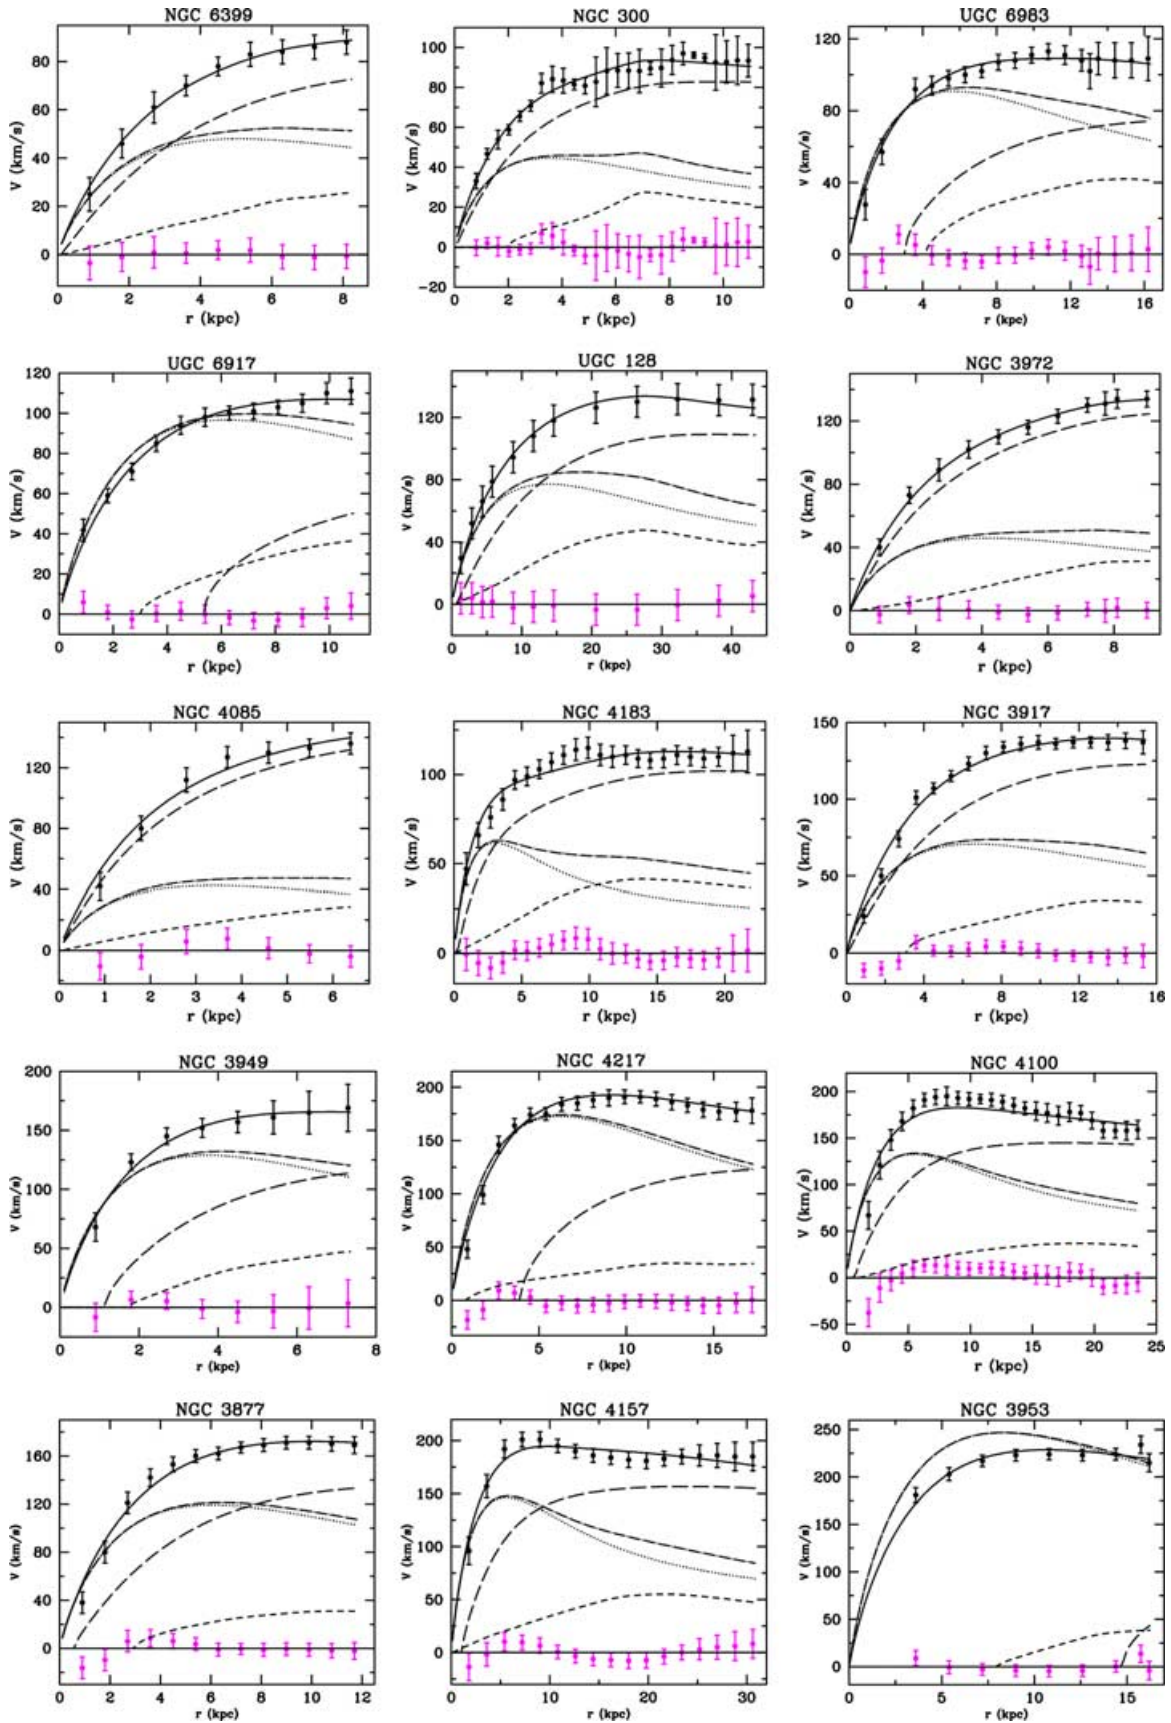 NGC 6399
V (km/s)
80
60
40
20
0
0 2 4 6 8
r (kpc)
NGC 300
V (km/s)
100
80
60
40
20
0
−20
0 2 4 6 8 10
r (kpc)
UGC 6983
V (km/s)
120
80
40
0
0 4 8 12 16
r (kpc)
UGC 6917
V (km/s)
120
100
80
60
40
20
0
0 2 4 6 8 10
r (kpc)
UGC 128
V (km/s)
120
80
40
0
0 10 20 30 40
r (kpc)
NGC 3972
V (km/s)
120
80
40
0
0 2 4 6 8
r (kpc)
NGC 4085
V (km/s)
120
80
40
0
0 1 2 3 4 5 6
r (kpc)
NGC 4183
V (km/s)
100
50
0
0 5 10 15 20
r (kpc)
NGC 3917
V (km/s)
150
100
50
0
0 4 8 12 16
r (kpc)
NGC 3949
V (km/s)
200
150
100
50
0
0 2 4 6 8
r (kpc)
NGC 4217
V (km/s)
200
150
100
50
0
0 5 10 15
r (kpc)
NGC 4100
V (km/s)
200
150
100
50
0
−50
0 5 10 15 20 25
r (kpc)
NGC 3877
V (km/s)
160
120
80
40
0
0 2 4 6 8 10 12
r (kpc)
NGC 4157
V (km/s)
200
150
100
50
0
0 10 20 30
r (kpc)
NGC 3953
V (km/s)
250
200
150
100
50
0
0 5 10 15
r (kpc)